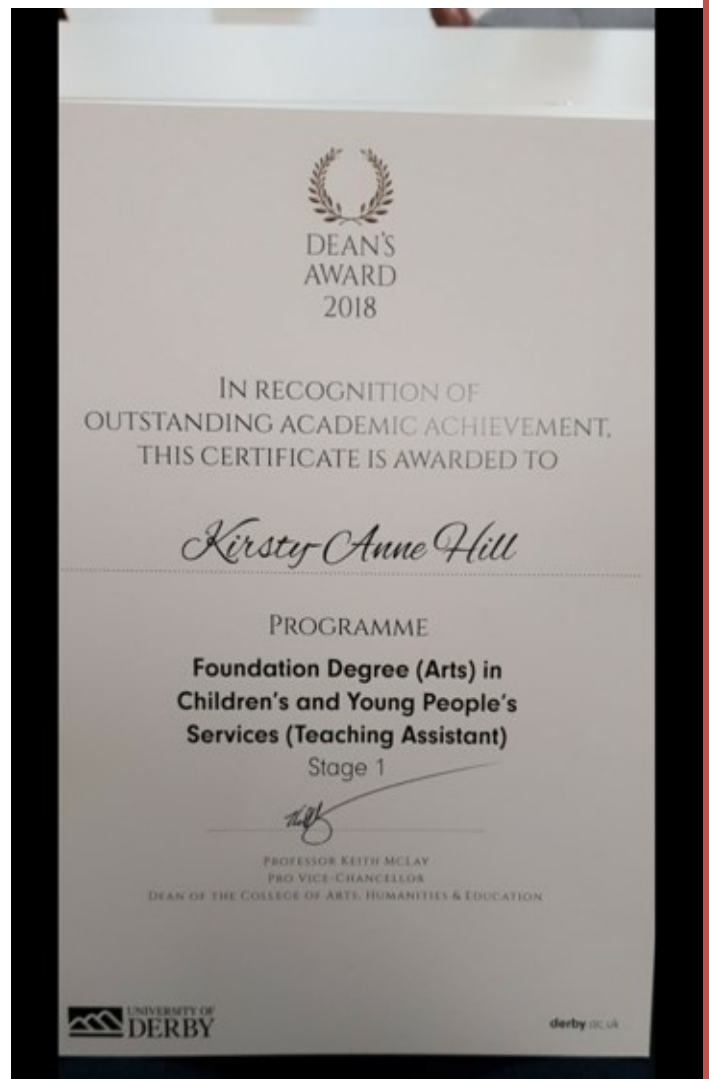 DEAN'S
AWARD
2018
IN RECOGNITION OF
OUTSTANDING ACADEMIC ACHIEVEMENT,
THIS CERTIFICATE IS AWARDED TO
Kirsty-Anne Hill
PROGRAMME
Foundation Degree (Arts) in
Children's and Young People's
Services (Teaching Assistant)
Stage 1
PROFESSOR KEITH MCLAY
PRO VICE-CHANCELLOR
DEAN OF THE COLLEGE OF ARTS, HUMANITIES & EDUCATION
UNIVERSITY OF
DERBY
derby.ac.uk